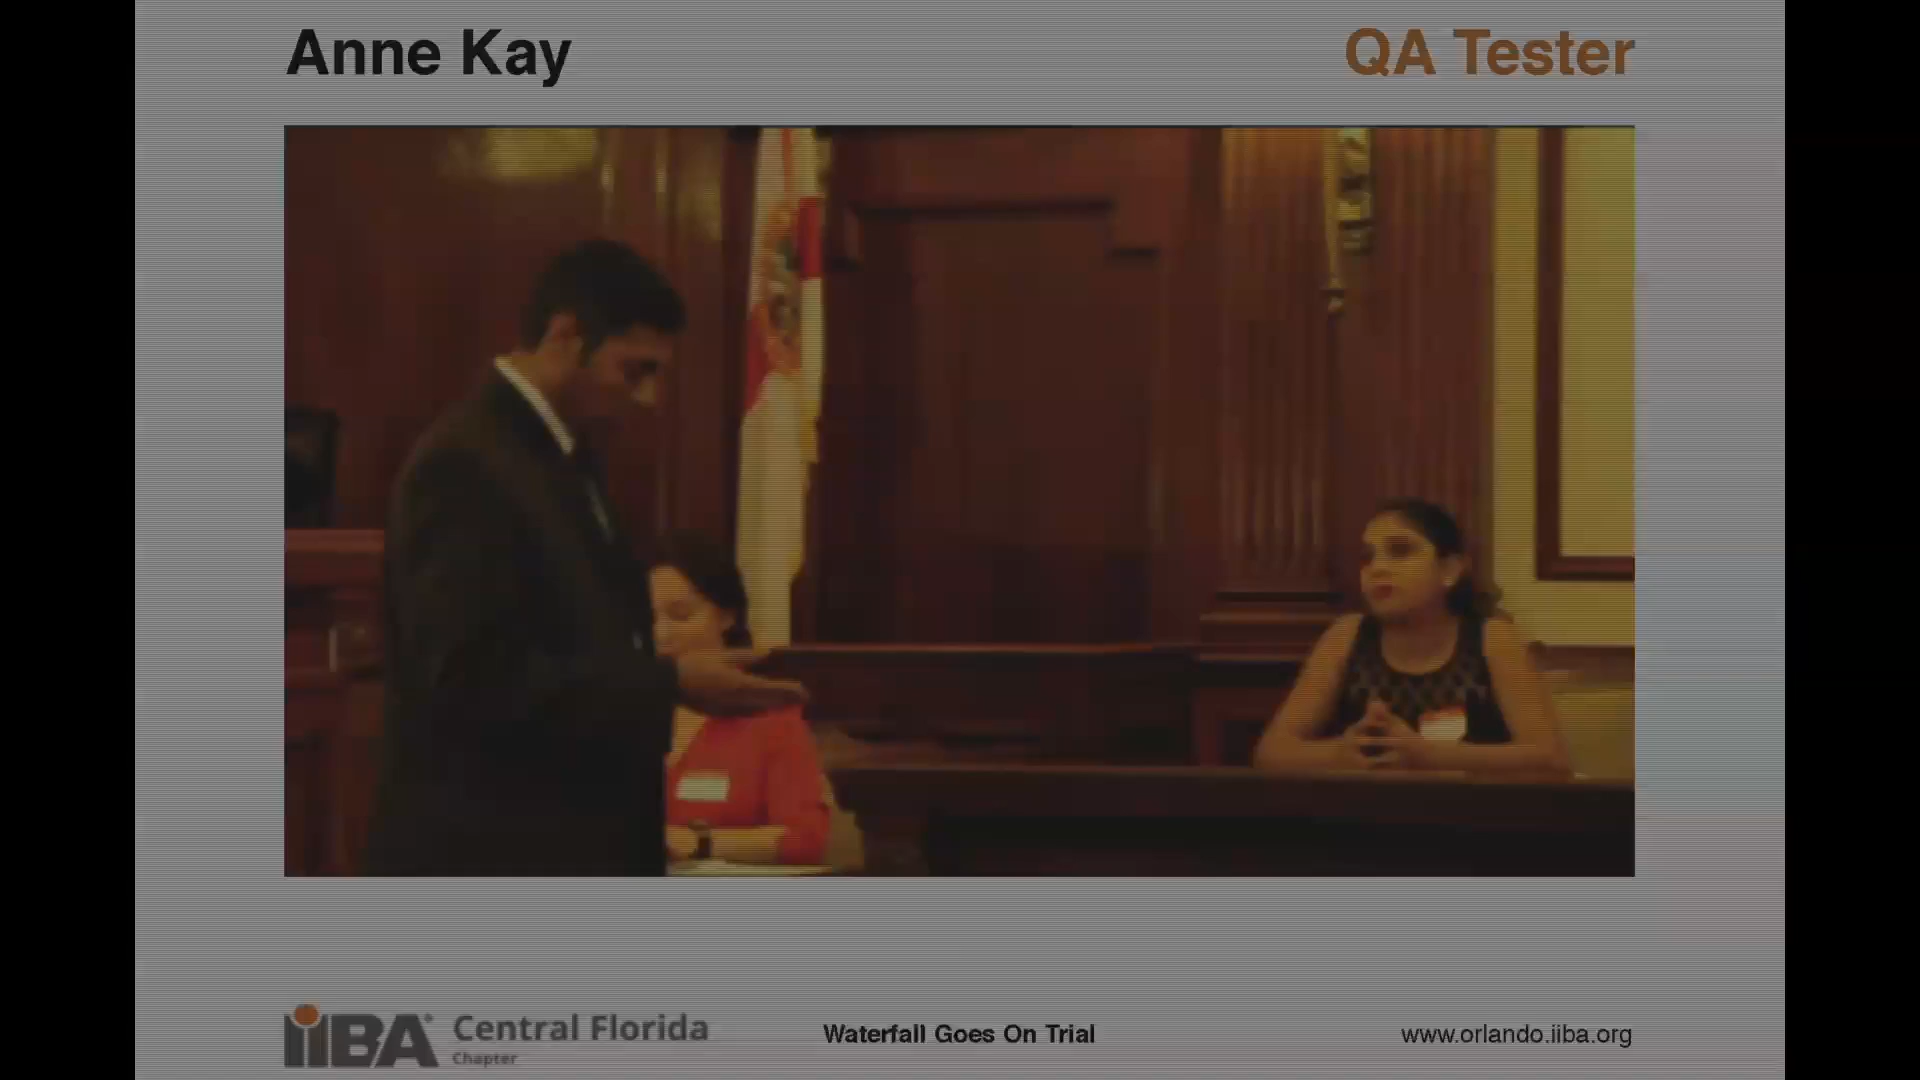 Anne Kay
QA Tester
iiBA® Central Florida
Chapter
Waterfall Goes On Trial
www.orlando.iiba.org